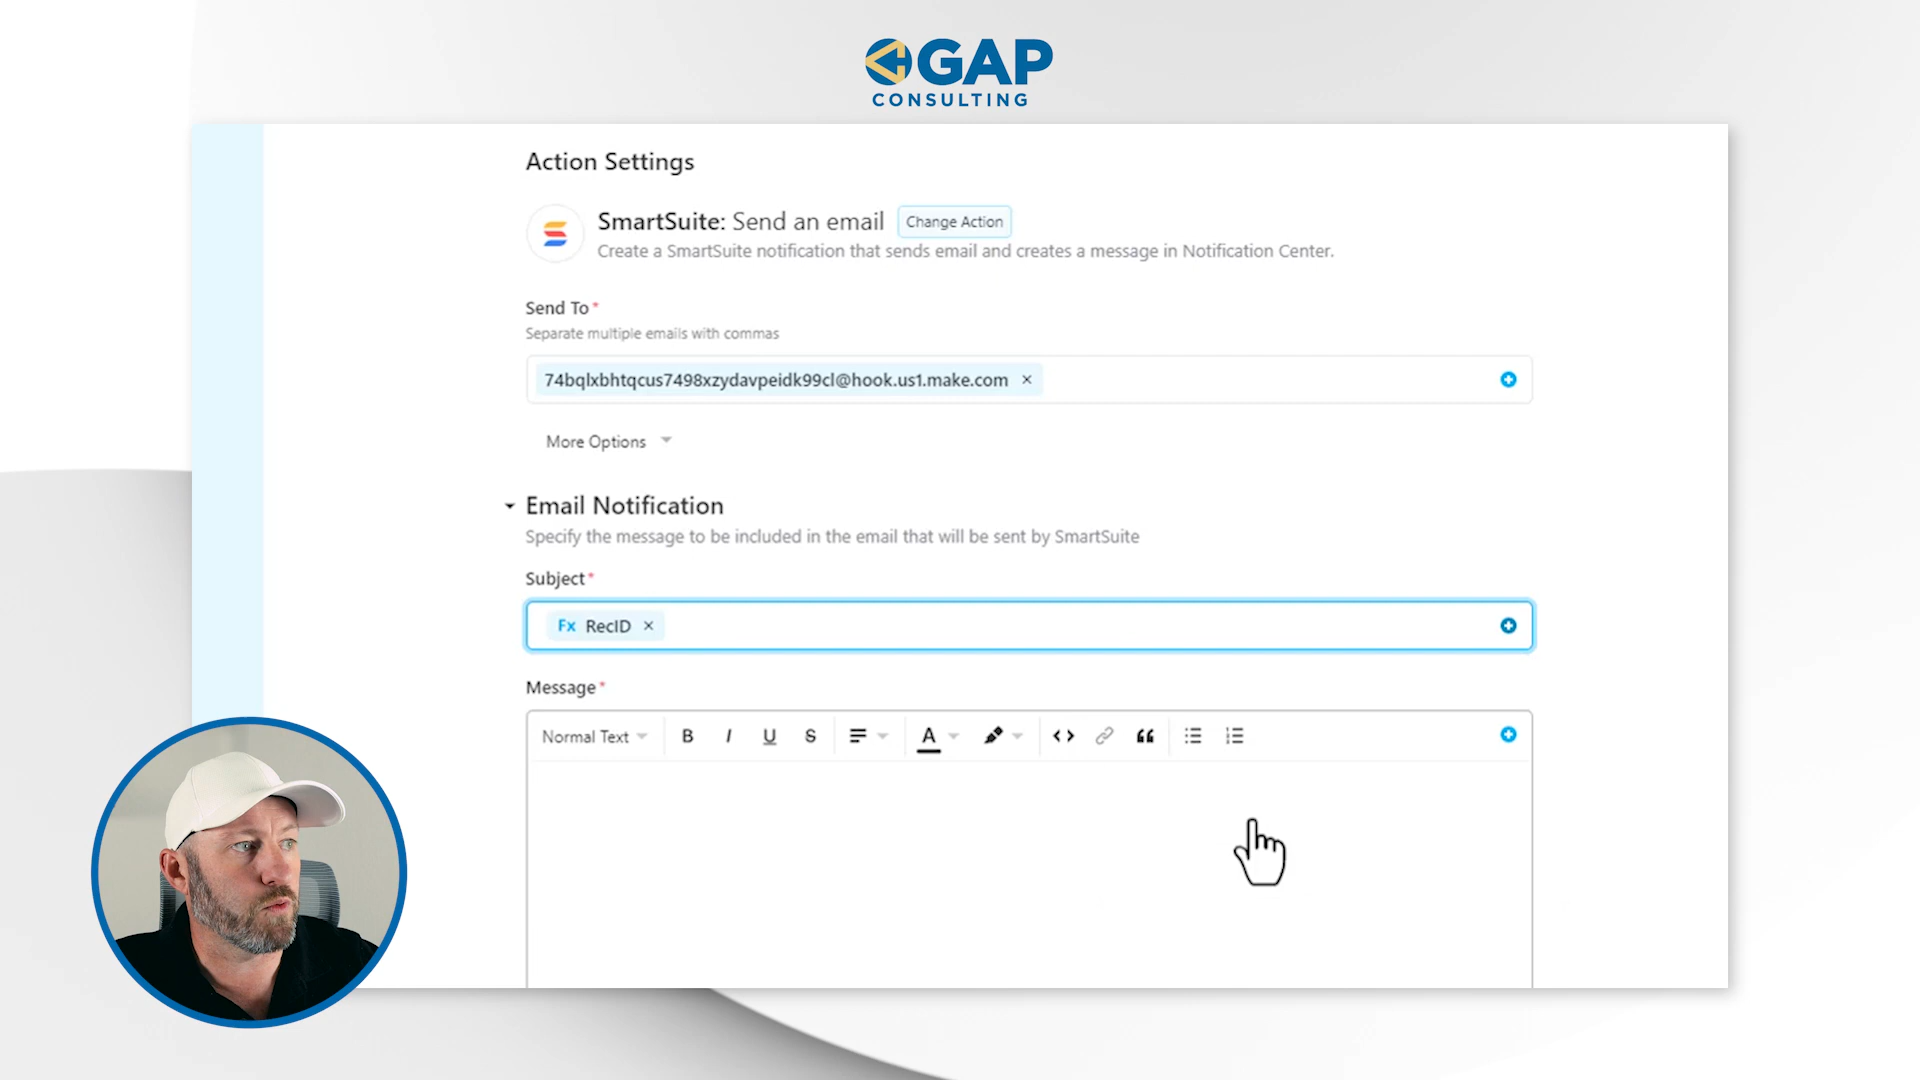 GAP
CONSULTING
Action Settings
SmartSuite: Send an email Change Action
Create a SmartSuite notification that sends email and creates a message in Notification Center.
Send To*
Separate multiple emails with commas
74bqlxbhtqcus7498xzydavpeidk99cl@hook.us1.make.com ×
More Options
Email Notification
Specify the message to be included in the email that will be sent by SmartSuite
Subject*
Fx RecID ×
Message*
Normal Text B I U S A